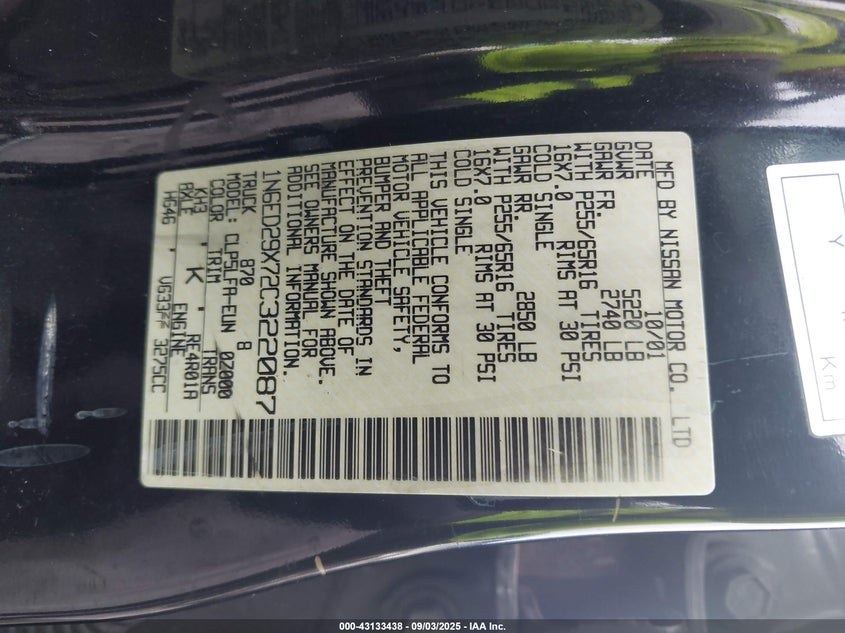 MFD BY NISSAN MOTOR CO. LTD
DATE 10/01
GVWR 5220 LB
GAWR FR. 2740 LB
WITH P255/65R16 TIRES
16X7.0 RIMS AT 30 PSI
COLD SINGLE
GAWR RR. 2850 LB
WITH P225/65R16 TIRES
16X7.0 RIMS AT 30 PSI
COLD SINGLE
THIS VEHICLE CONFORMS TO
ALL APPLICABLE FEDERAL
MOTOR VEHICLE SAFETY,
BUMPER AND THEFT
PREVENTION STANDARDS IN
EFFECT ON THE DATE OF
MANUFACTURE SHOWN ABOVE.
SEE OWNERS MANUAL FOR
ADDITIONAL INFORMATION.
1N6ED29X72C322087
TRUCK 870 8
MODEL: CLPSLFA-EUN 02000
COLOR TRIM TRANS
KH3 K RE4R01A
AXLE ENGINE
H546 VG33 3275CC
Km
000-43133438 - 09/03/2025 - IAA Inc.